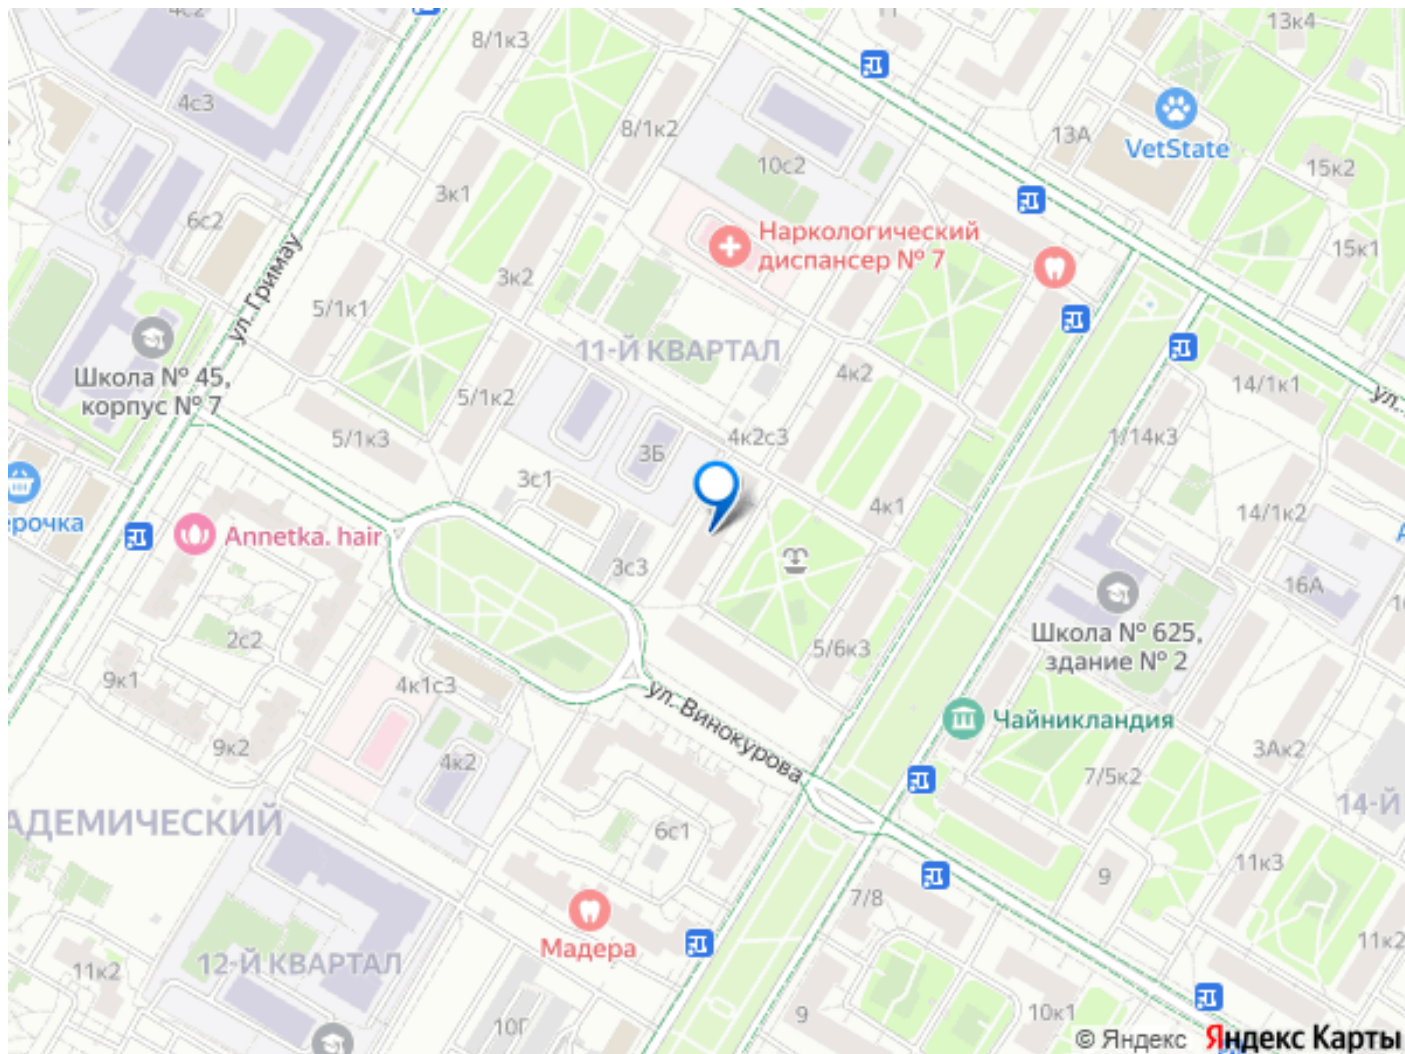 8/1к3
13к4
4с3
8/1к2
13А
VetState
10с2
15к2
3к1
6с2
Наркологический
диспансер № 7
15к1
3к2
ул. Гримау
5/1к1
11-Й КВАРТАЛ
4к2
Школа № 45,
корпус № 7
14/1к1
ул.
5/1к2
5/1к3
4к2с3
1/14к3
3Б
3с1
4к1
14/1к2
ерочка
Annetka. hair
3с3
16А
Школа № 625,
здание № 2
2с2
5/6к3
9к1
4к1с3
ул. Винокурова
Чайникландия
9к2
4к2
3Ак2
7/5к2
АДЕМИЧЕСКИЙ
14-Й
6с1
11к3
9
7/8
Мадера
11к2
12-Й КВАРТАЛ
11к2
9
10к1
10Г
© Яндекс Яндекс Карты